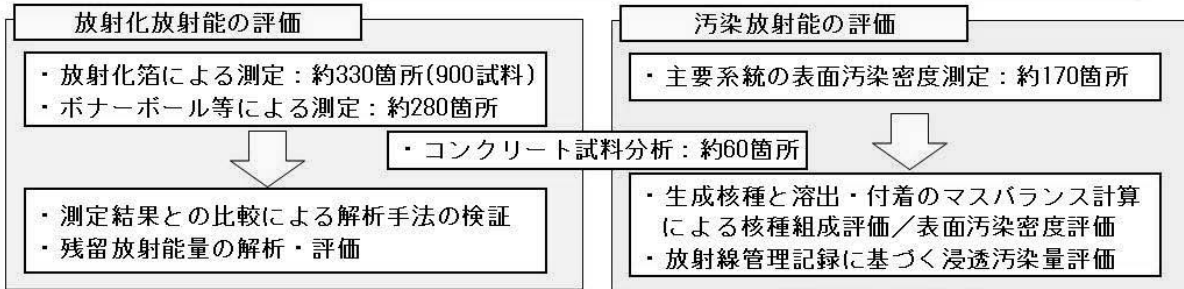 放射化放射能の評価
・放射化箔による測定：約330箇所(900試料)
・ボナーボール等による測定：約280箇所
・測定結果との比較による解析手法の検証
・残留放射能量の解析・評価
・コンクリート試料分析：約60箇所
汚染放射能の評価
・主要系統の表面汚染密度測定：約170箇所
・生成核種と溶出・付着のマスバランス計算
による核種組成評価／表面汚染密度評価
・放射線管理記録に基づく浸透汚染量評価